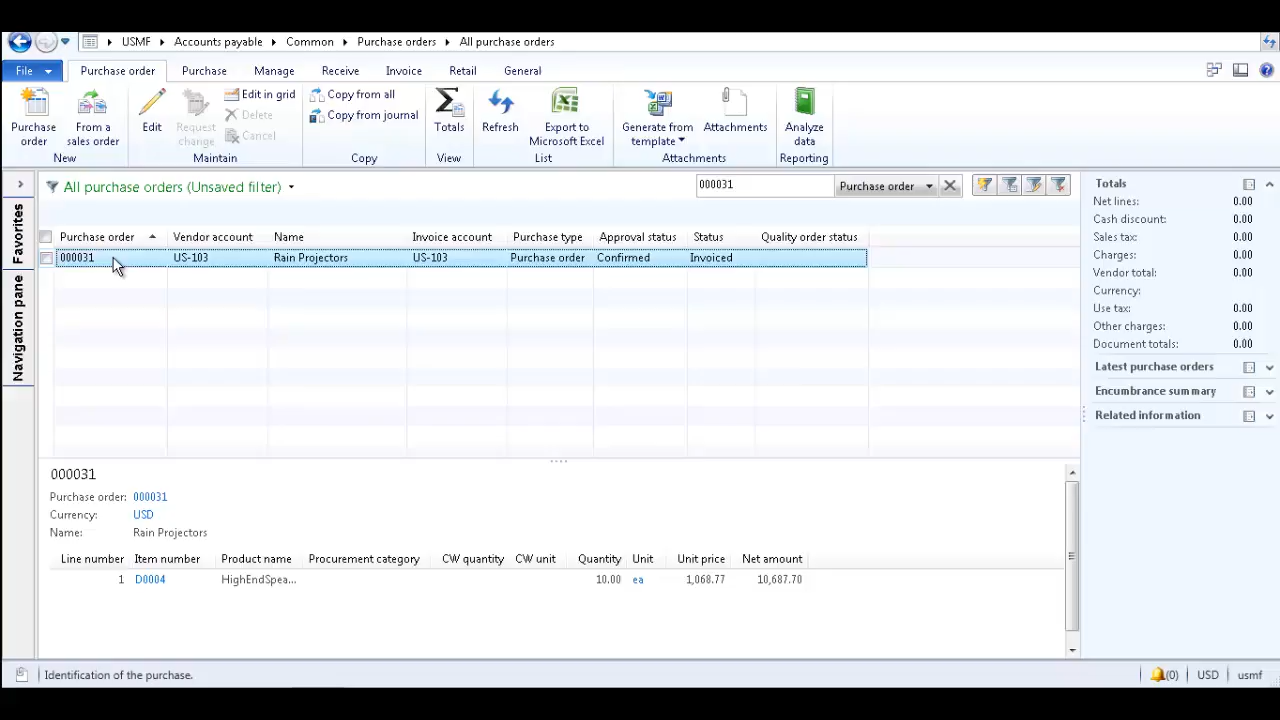 USMF ▸ Accounts payable ▸ Common ▸ Purchase orders ▸ All purchase orders
File Purchase order Purchase Manage Receive Invoice Retail General
Purchase order
From a sales order
New
Edit
Request change
Edit in grid
Delete
Cancel
Maintain
Copy from all
Copy from journal
Copy
Totals
View
Refresh
Export to Microsoft Excel
List
Generate from template
Attachments
Attachments
Analyze data
Reporting
Favorites
Navigation pane
All purchase orders (Unsaved filter)
000031 Purchase order
Purchase order Vendor account Name Invoice account Purchase type Approval status Status Quality order status
000031 US-103 Rain Projectors US-103 Purchase order Confirmed Invoiced
000031
Purchase order: 000031
Currency: USD
Name: Rain Projectors
Line number Item number Product name Procurement category CW quantity CW unit Quantity Unit Unit price Net amount
1 D0004 HighEndSpea... 10.00 ea 1,068.77 10,687.70
Totals
Net lines: 0.00
Cash discount: 0.00
Sales tax: 0.00
Charges: 0.00
Vendor total: 0.00
Currency:
Use tax: 0.00
Other charges: 0.00
Document totals: 0.00
Latest purchase orders
Encumbrance summary
Related information
Identification of the purchase.
(0) USD usmf